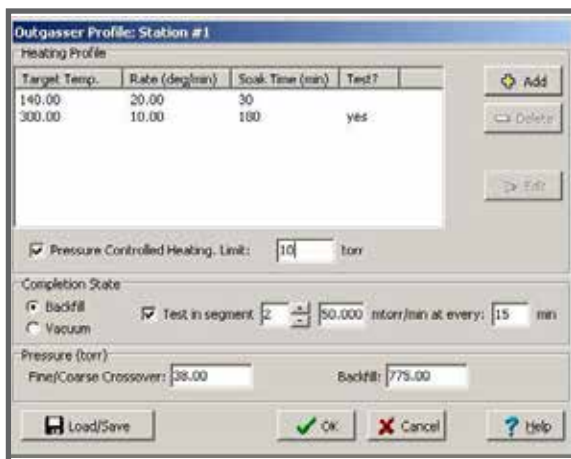 Outgasser Profile: Station #1
Heating Profile
Target Temp. Rate (deg/min) Soak Time (min) Test?
140.00 20.00 30
300.00 10.00 180 yes
Add
Delete
Edit
Pressure Controlled Heating. Limit: 10 torr
Completion State
Backfill
Vacuum
Test in segment 2 50.000 mtorr/min at every: 15 min
Pressure (torr)
Fine/Coarse Crossover: 38.00 Backfill: 775.00
Load/Save OK Cancel Help